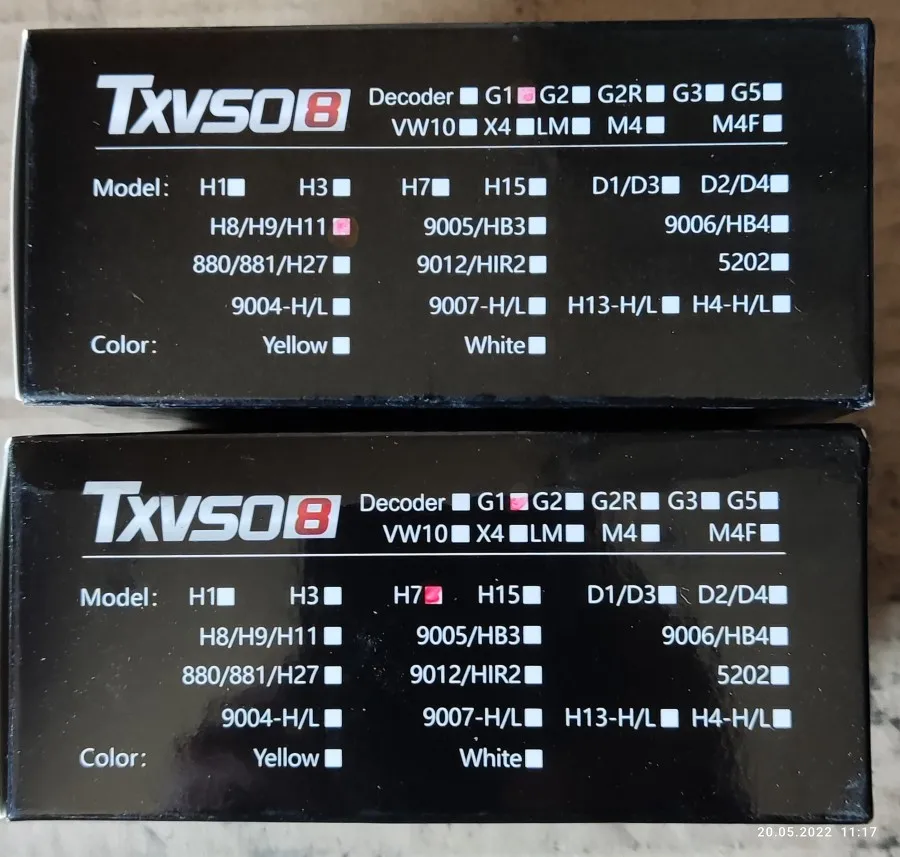 TXVSO8 Decoder G1 G2 G2R G3 G5
VW10 X4 LM M4 M4F
Model: H1 H3 H7 H15 D1/D3 D2/D4
H8/H9/H11 9005/HB3 9006/HB4
880/881/H27 9012/HIR2 5202
9004-H/L 9007-H/L H13-H/L H4-H/L
Color: Yellow White
TXVSO8 Decoder G1 G2 G2R G3 G5
VW10 X4 LM M4 M4F
Model: H1 H3 H7 H15 D1/D3 D2/D4
H8/H9/H11 9005/HB3 9006/HB4
880/881/H27 9012/HIR2 5202
9004-H/L 9007-H/L H13-H/L H4-H/L
Color: Yellow White
20.05.2022 11:17